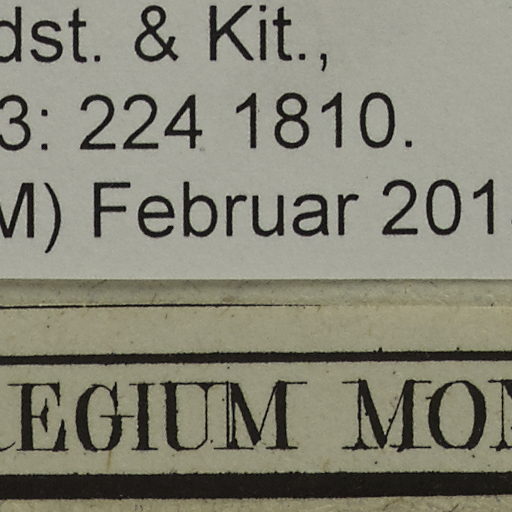 dst. & Kit.,
3: 224 1810.
M) Februar 201
EGIUM MON